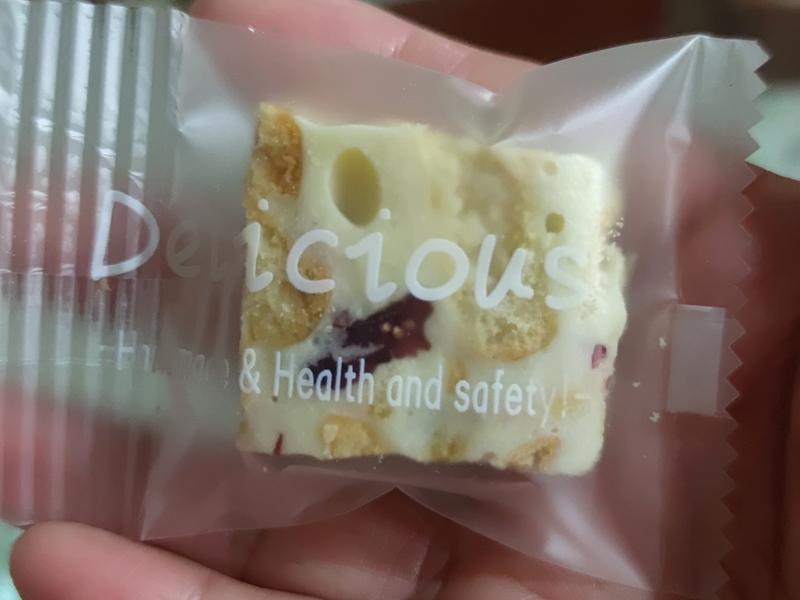 Delicious
& Health and safety!-